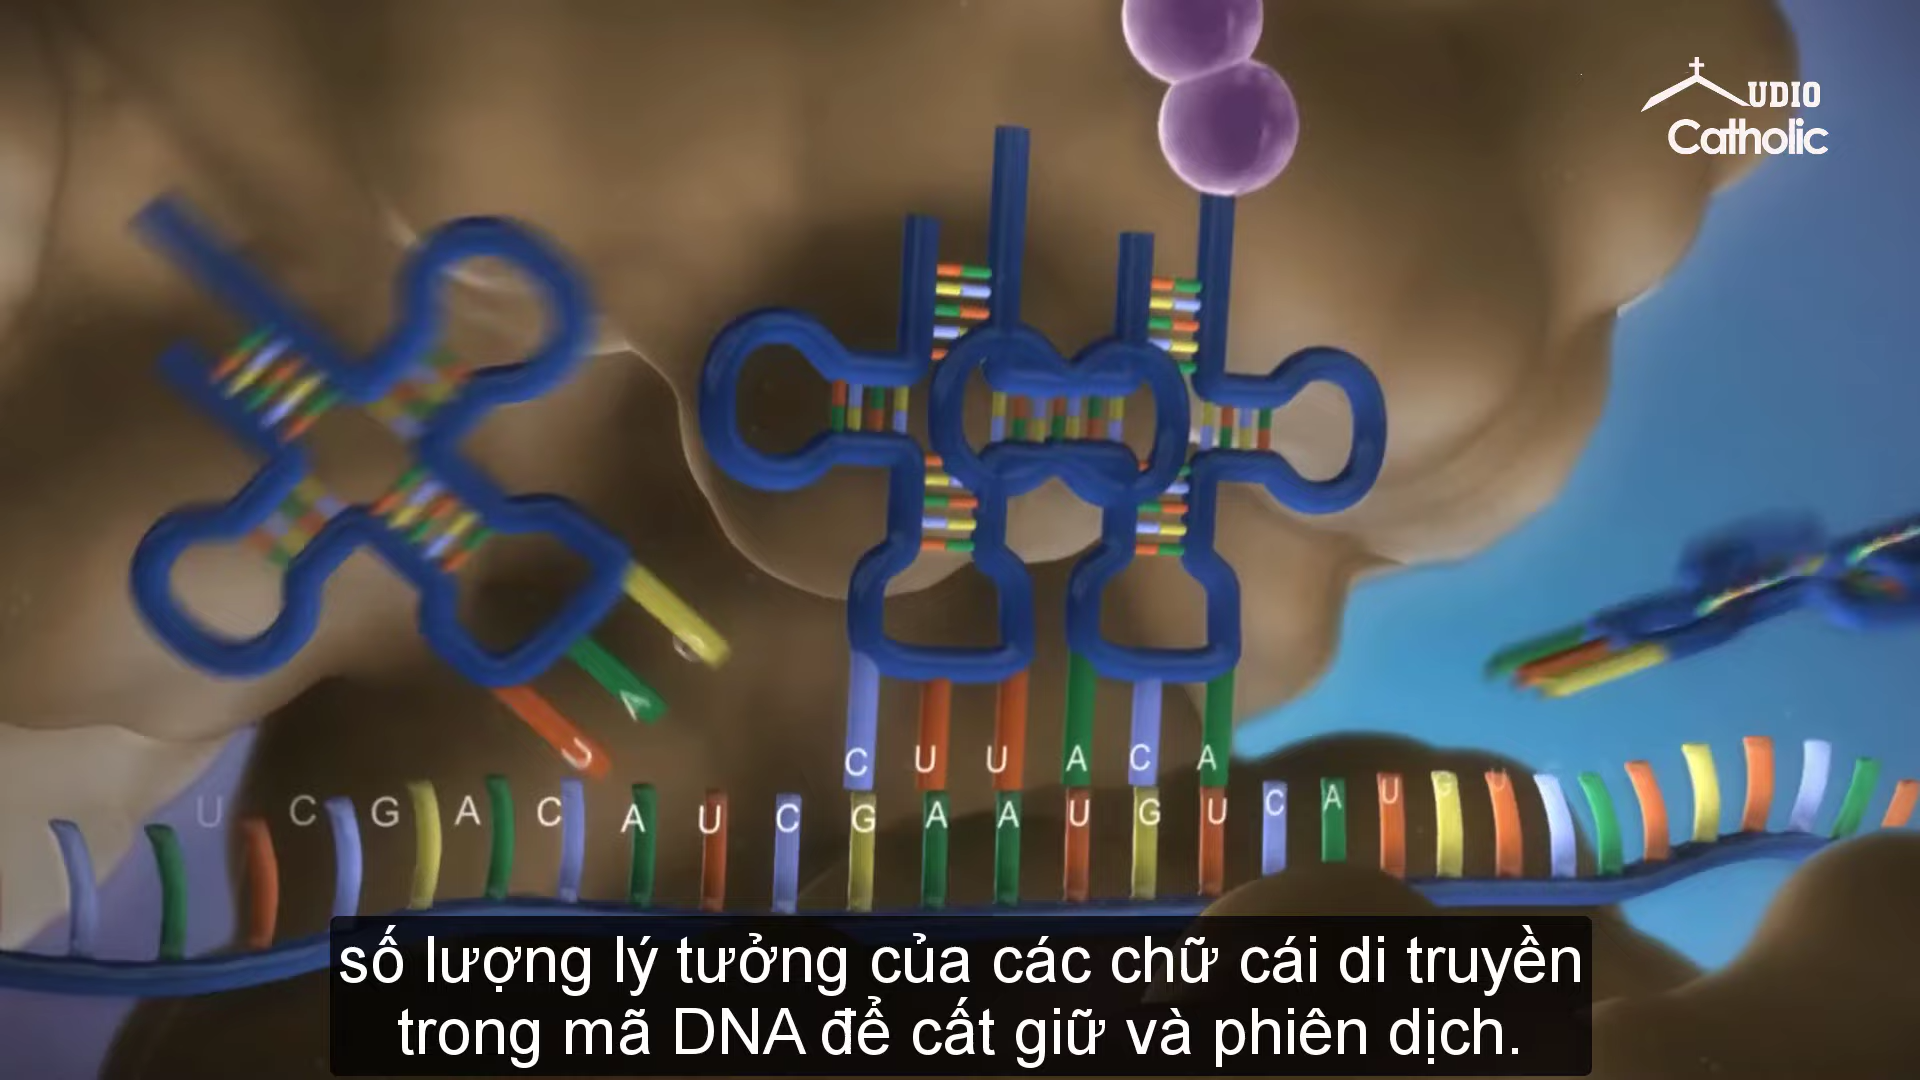 UDIO
Catholic
U
A
J
C U U A C A
U C G A C A U C G A A U G U C A U G U
số lượng lý tưởng của các chữ cái di truyền
trong mã DNA để cất giữ và phiên dịch.